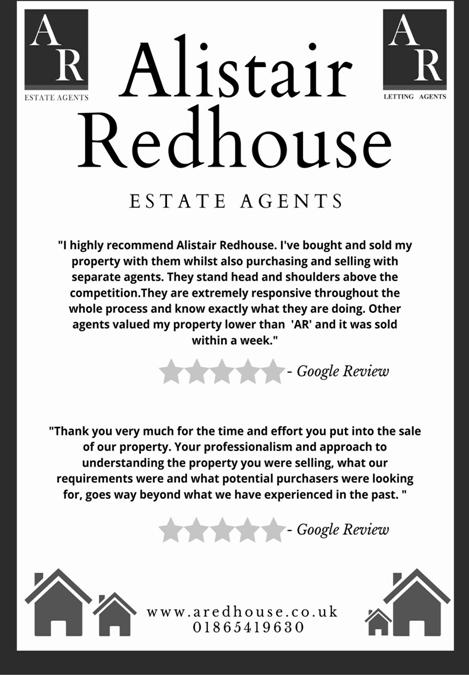 A
R
ESTATE AGENTS
A
R
LETTING AGENTS
Alistair
Redhouse
ESTATE AGENTS
"I highly recommend Alistair Redhouse. I've bought and sold my
property with them whilst also purchasing and selling with
separate agents. They stand head and shoulders above the
competition.They are extremely responsive throughout the
whole process and know exactly what they are doing. Other
agents valued my property lower than 'AR' and it was sold
within a week."
- Google Review
"Thank you very much for the time and effort you put into the sale
of our property. Your professionalism and approach to
understanding the property you were selling, what our
requirements were and what potential purchasers were looking
for, goes way beyond what we have experienced in the past. "
- Google Review
www.aredhouse.co.uk
01865419630